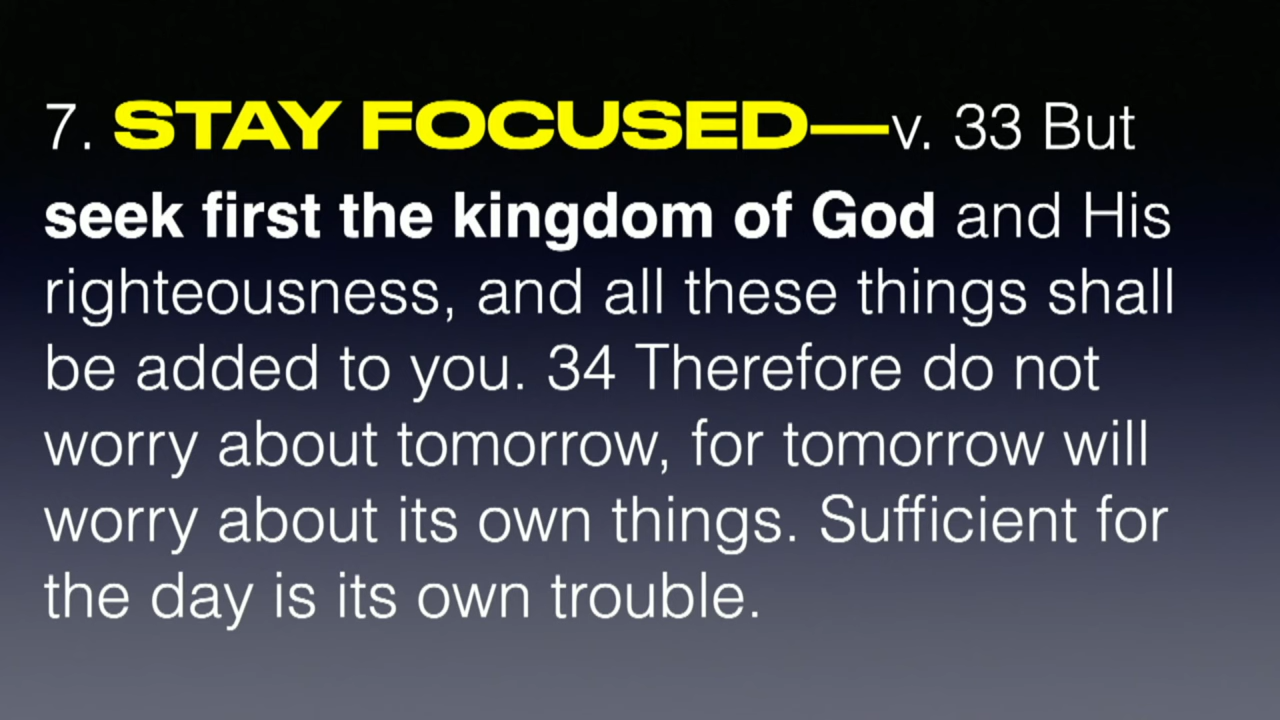 7. STAY FOCUSED—v. 33 But
seek first the kingdom of God and His
righteousness, and all these things shall
be added to you. 34 Therefore do not
worry about tomorrow, for tomorrow will
worry about its own things. Sufficient for
the day is its own trouble.